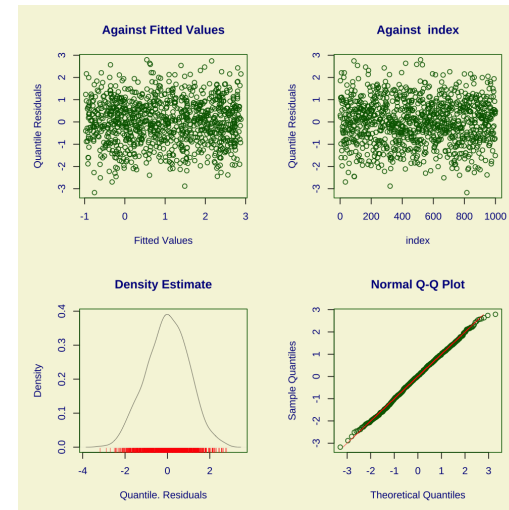 Against Fitted Values
Quantile Residuals
3
2
1
0
-1
-2
-3
-1 0 1 2 3
Fitted Values
Against index
Quantile Residuals
3
2
1
0
-1
-2
-3
0 200 400 600 800 1000
index
Density Estimate
Density
0.4
0.3
0.2
0.1
0.0
-4 -2 0 2
Quantile. Residuals
Normal Q-Q Plot
Sample Quantiles
3
2
1
0
-1
-2
-3
-3 -2 -1 0 1 2 3
Theoretical Quantiles